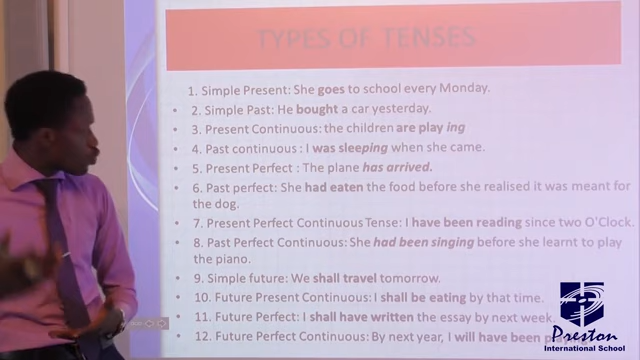 TYPES OF TENSES
1. Simple Present: She goes to school every Monday.
• 2. Simple Past: He bought a car yesterday.
• 3. Present Continuous: the children are play ing
• 4. Past continuous : I was sleeping when she came.
• 5. Present Perfect : The plane has arrived.
• 6. Past perfect: She had eaten the food before she realised it was meant for
the dog.
• 7. Present Perfect Continuous Tense: I have been reading since two O'Clock.
• 8. Past Perfect Continuous: She had been singing before she learnt to play
the piano.
• 9. Simple future: We shall travel tomorrow.
• 10. Future Present Continuous: I shall be eating by that time.
• 11. Future Perfect: I shall have written the essay by next week.
• 12. Future Perfect Continuous: By next year, I will have been
Preston
International School